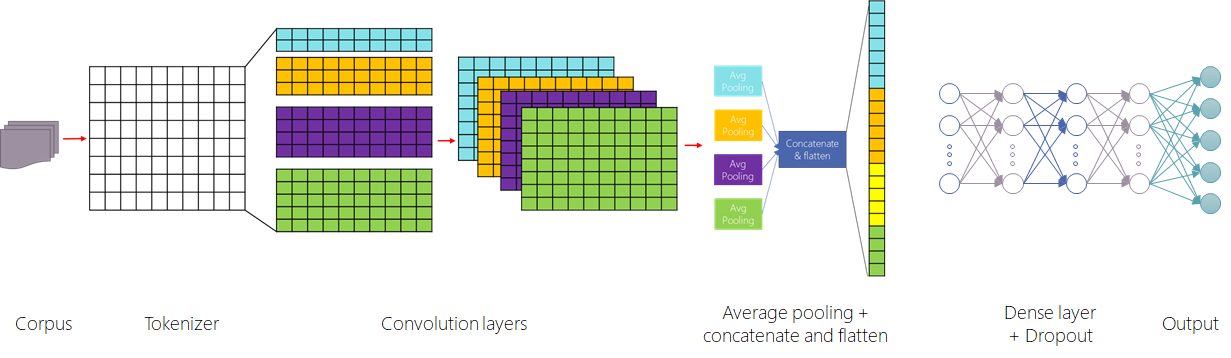 Avg
Pooling
Avg
Pooling
Avg
Pooling
Avg
Pooling
Concatenate
& flatten
Corpus
Tokenizer
Convolution layers
Average pooling +
concatenate and flatten
Dense layer
+ Dropout
Output